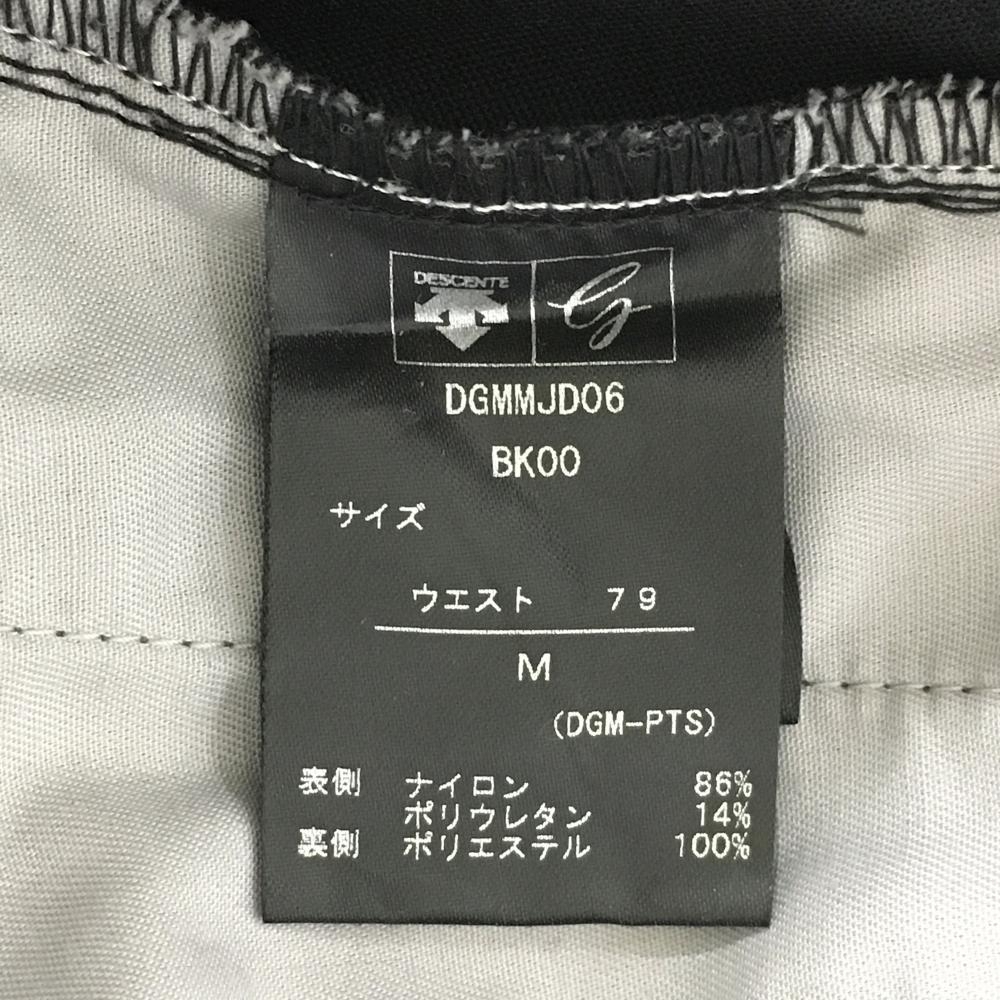 DESCENTE G
DGMMJD06
BK00
サイズ
ウエスト 79
M
(DGM-PTS)
表側 ナイロン 86%
ポリウレタン 14%
裏側 ポリエステル 100%